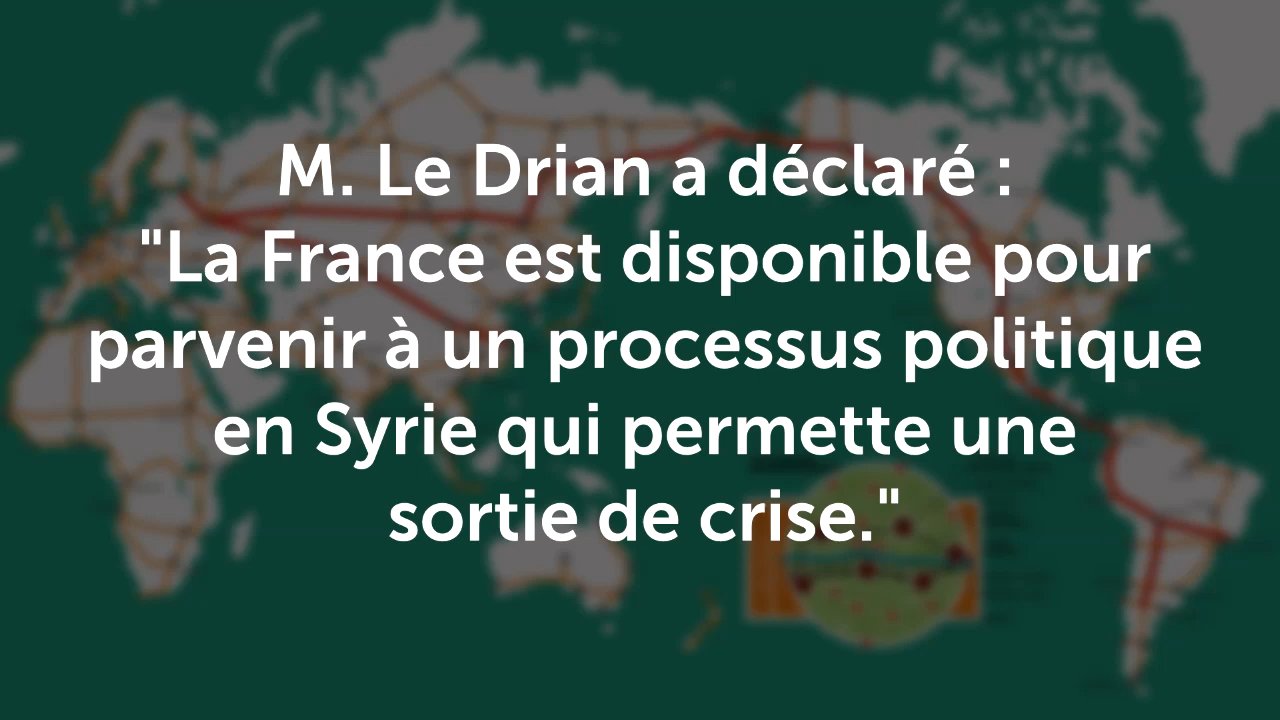 M. Le Drian a déclaré :
"La France est disponible pour
parvenir à un processus politique
en Syrie qui permette une
sortie de crise."